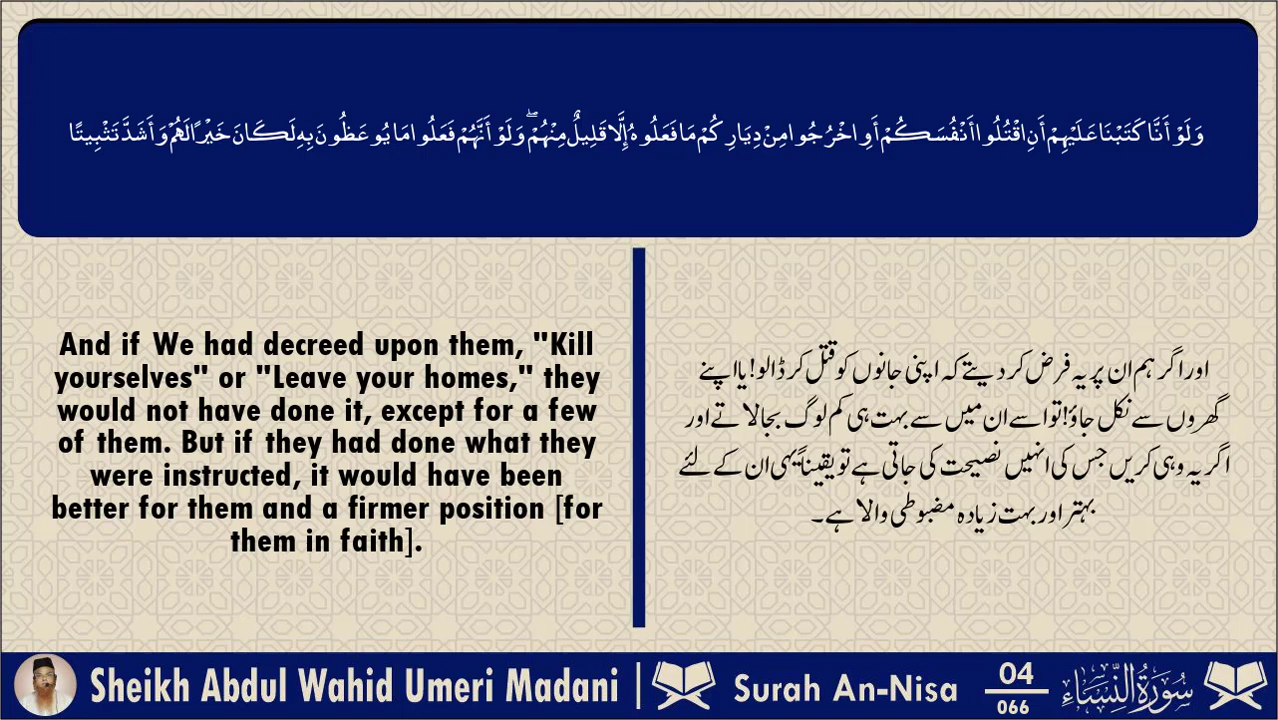 وَلَوْ أَنَّا كَتَبْنَا عَلَيْهِمْ أَنِ اقْتُلُوا أَنْفُسَكُمْ أَوِ اخْرُجُوا مِنْ دِيَارِكُمْ مَا فَعَلُوهُ إِلَّا قَلِيلٌ مِنْهُمْ ۖ وَلَوْ أَنَّهُمْ فَعَلُوا مَا يُوعَظُونَ بِهِ لَكَانَ خَيْرًا لَهُمْ وَأَشَدَّ تَثْبِيتًا
And if We had decreed upon them, "Kill
yourselves" or "Leave your homes," they
would not have done it, except for a few
of them. But if they had done what they
were instructed, it would have been
better for them and a firmer position [for
them in faith].
اور اگر ہم ان پر یہ فرض کر دیتے کہ اپنی جانوں کو قتل کر ڈالو! یا اپنے
گھروں سے نکل جاؤ! تو اسے ان میں سے بہت ہی کم لوگ بجا لاتے اور
اگر یہ وہی کریں جس کی انہیں نصیحت کی جاتی ہے تو یقیناً یہی ان کے لئے
بہتر اور بہت زیادہ مضبوطی والا ہے۔
Sheikh Abdul Wahid Umeri Madani |
Surah An-Nisa
04
066
سُورَةُ النِّسَاء